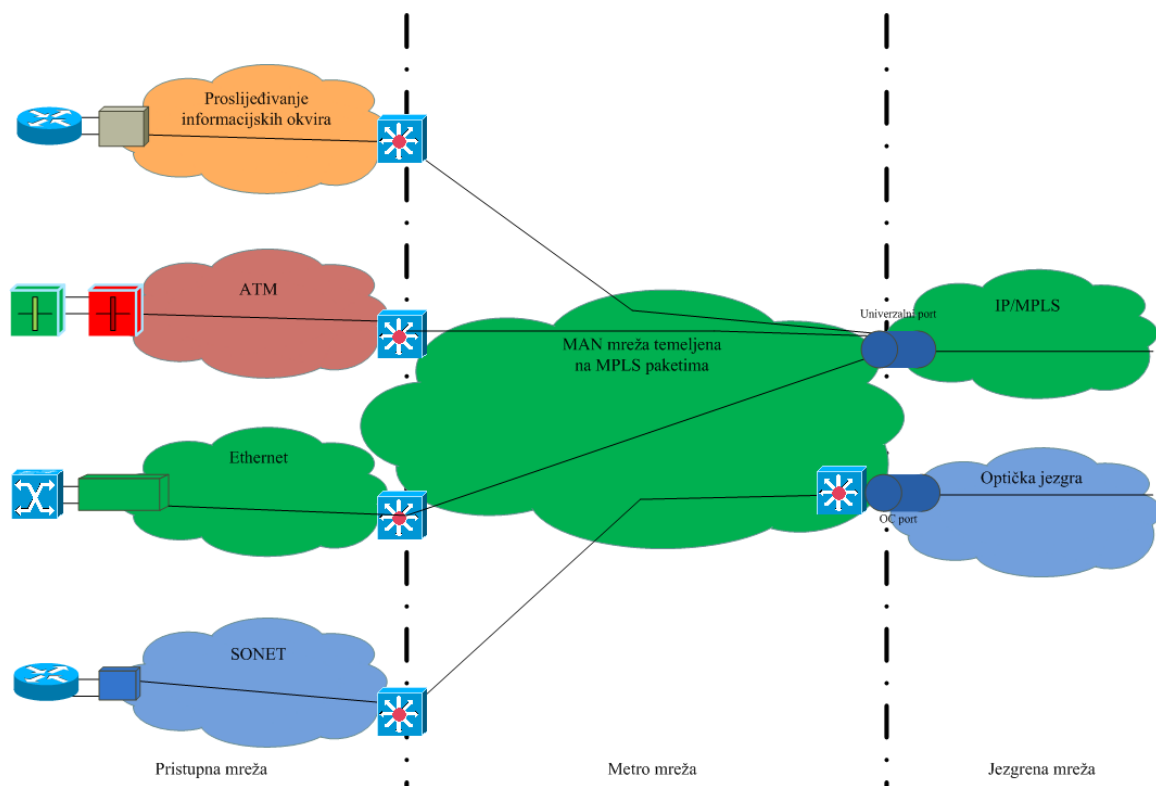 Proslijeđivanje
informacijskih okvira
ATM
IP/MPLS
Univerzalni port
MAN mreža temeljena
na MPLS paketima
Ethernet
Optička jezgra
OC port
SONET
Pristupna mreža
Metro mreža
Jezgrena mreža